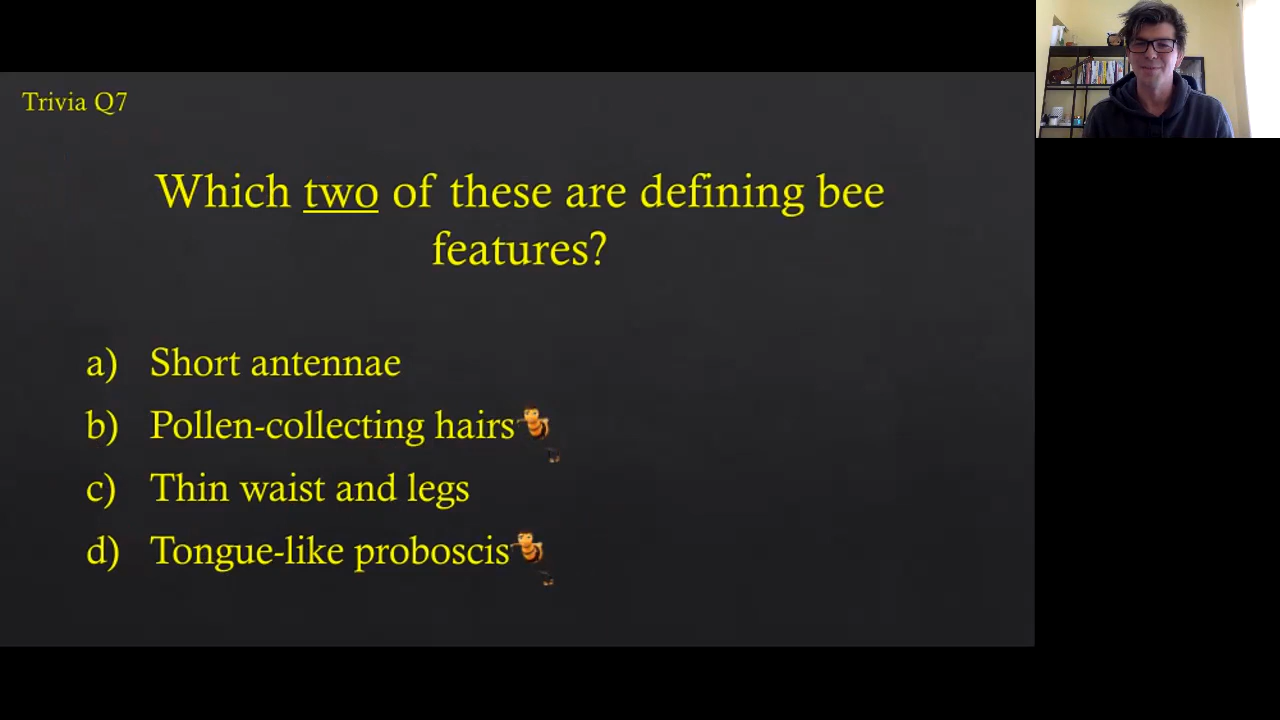 Trivia Q7
Which two of these are defining bee
features?
a) Short antennae
b) Pollen-collecting hairs
c) Thin waist and legs
d) Tongue-like proboscis